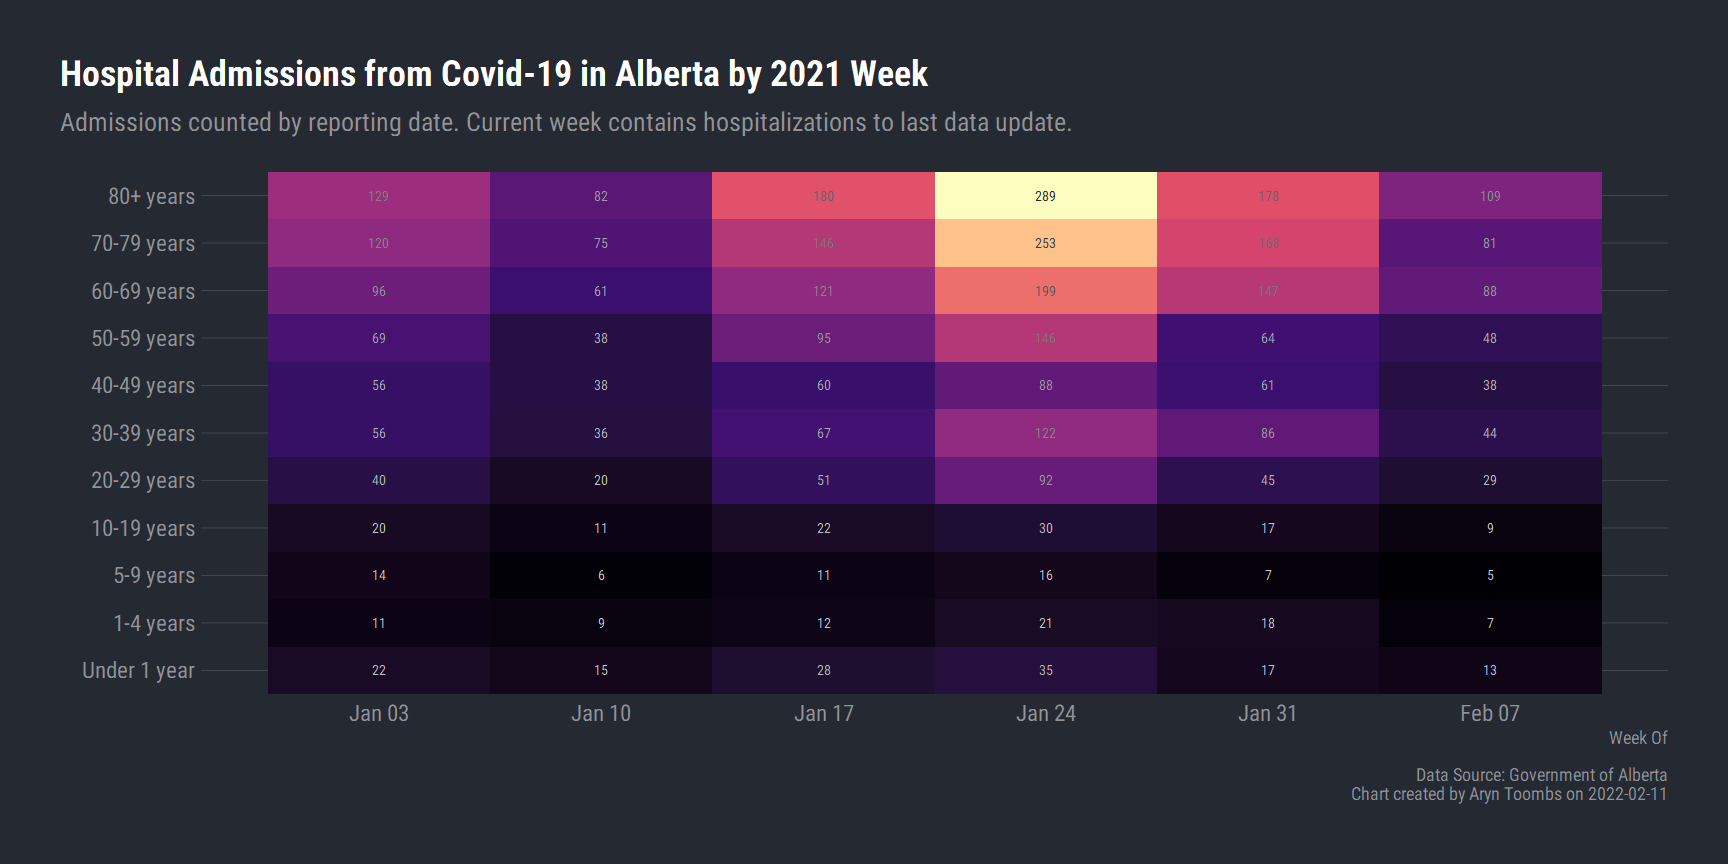 Hospital Admissions from Covid-19 in Alberta by 2021 Week
Admissions counted by reporting date. Current week contains hospitalizations to last data update.
80+ years 129 82 180 289 178 109
70-79 years 120 75 146 253 168 81
60-69 years 96 61 121 199 147 88
50-59 years 69 38 95 146 64 48
40-49 years 56 38 60 88 61 38
30-39 years 56 36 67 122 86 44
20-29 years 40 20 51 92 45 29
10-19 years 20 11 22 30 17 9
5-9 years 14 6 11 16 7 5
1-4 years 11 9 12 21 18 7
Under 1 year 22 15 28 35 17 13
Jan 03 Jan 10 Jan 17 Jan 24 Jan 31 Feb 07
Week Of
Data Source: Government of Alberta
Chart created by Aryn Toombs on 2022-02-11